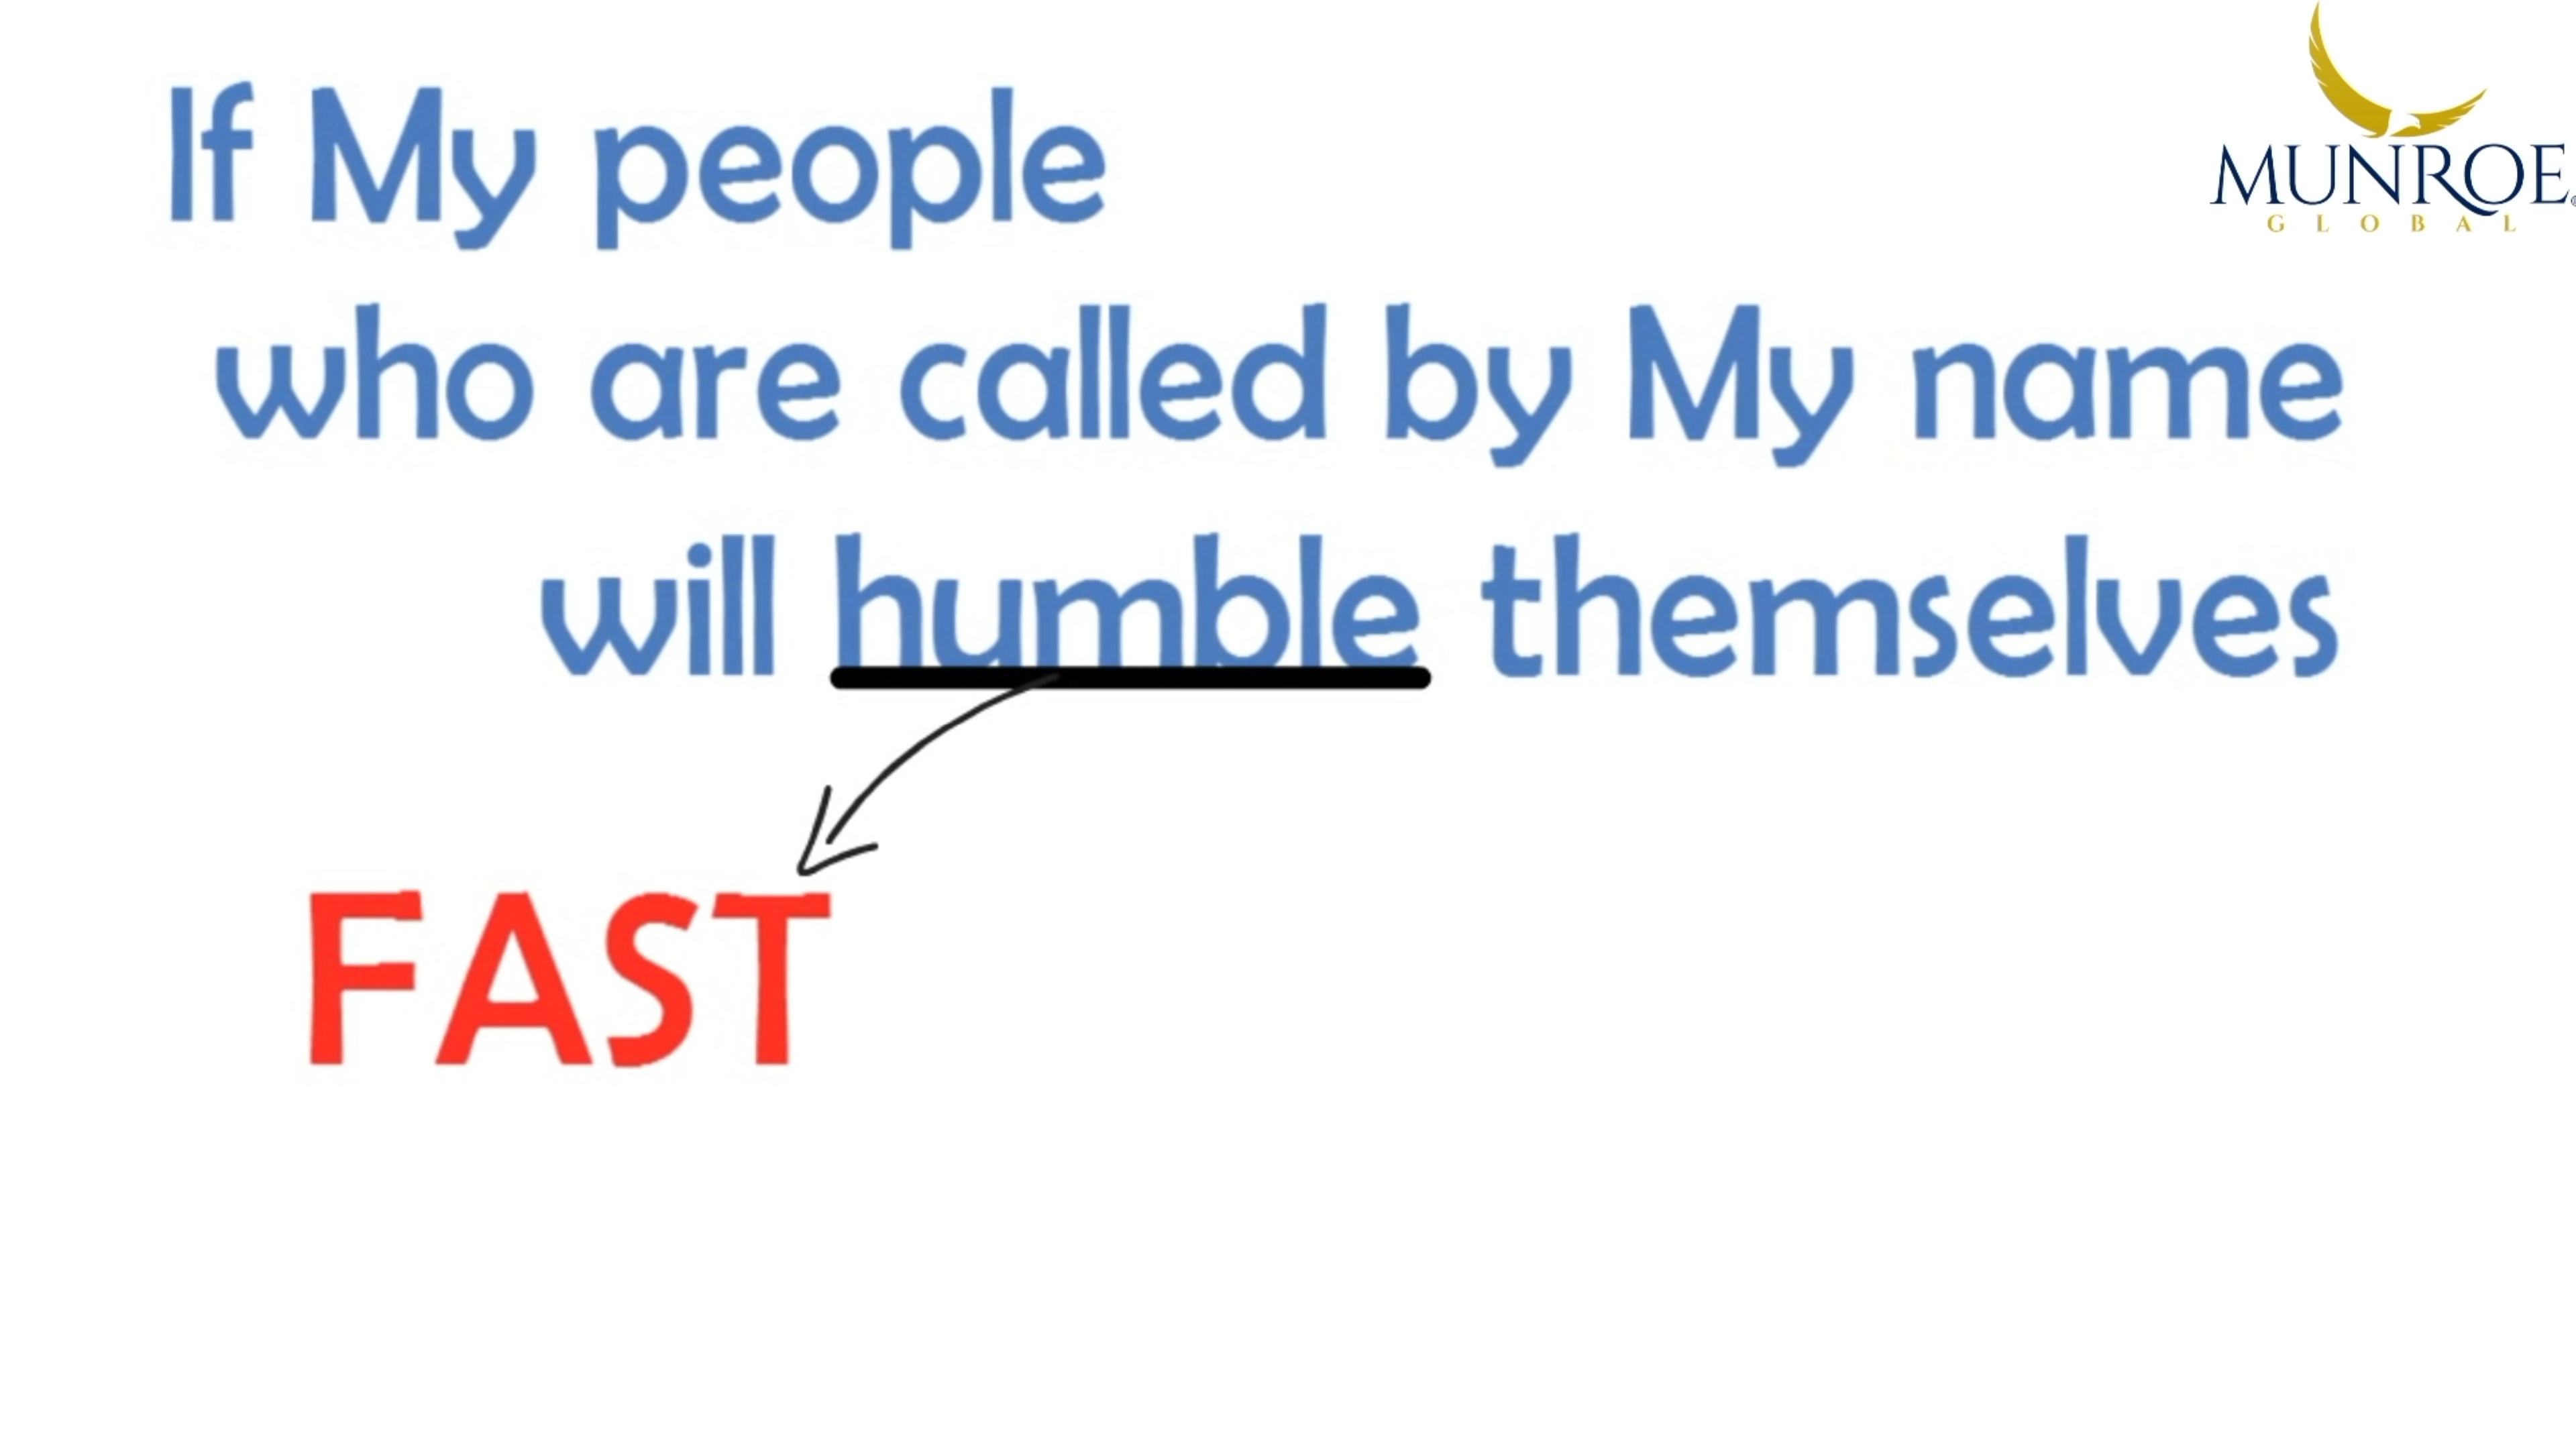 If My people
who are called by My name
will humble themselves
FAST
MUNROE
GLOBAL